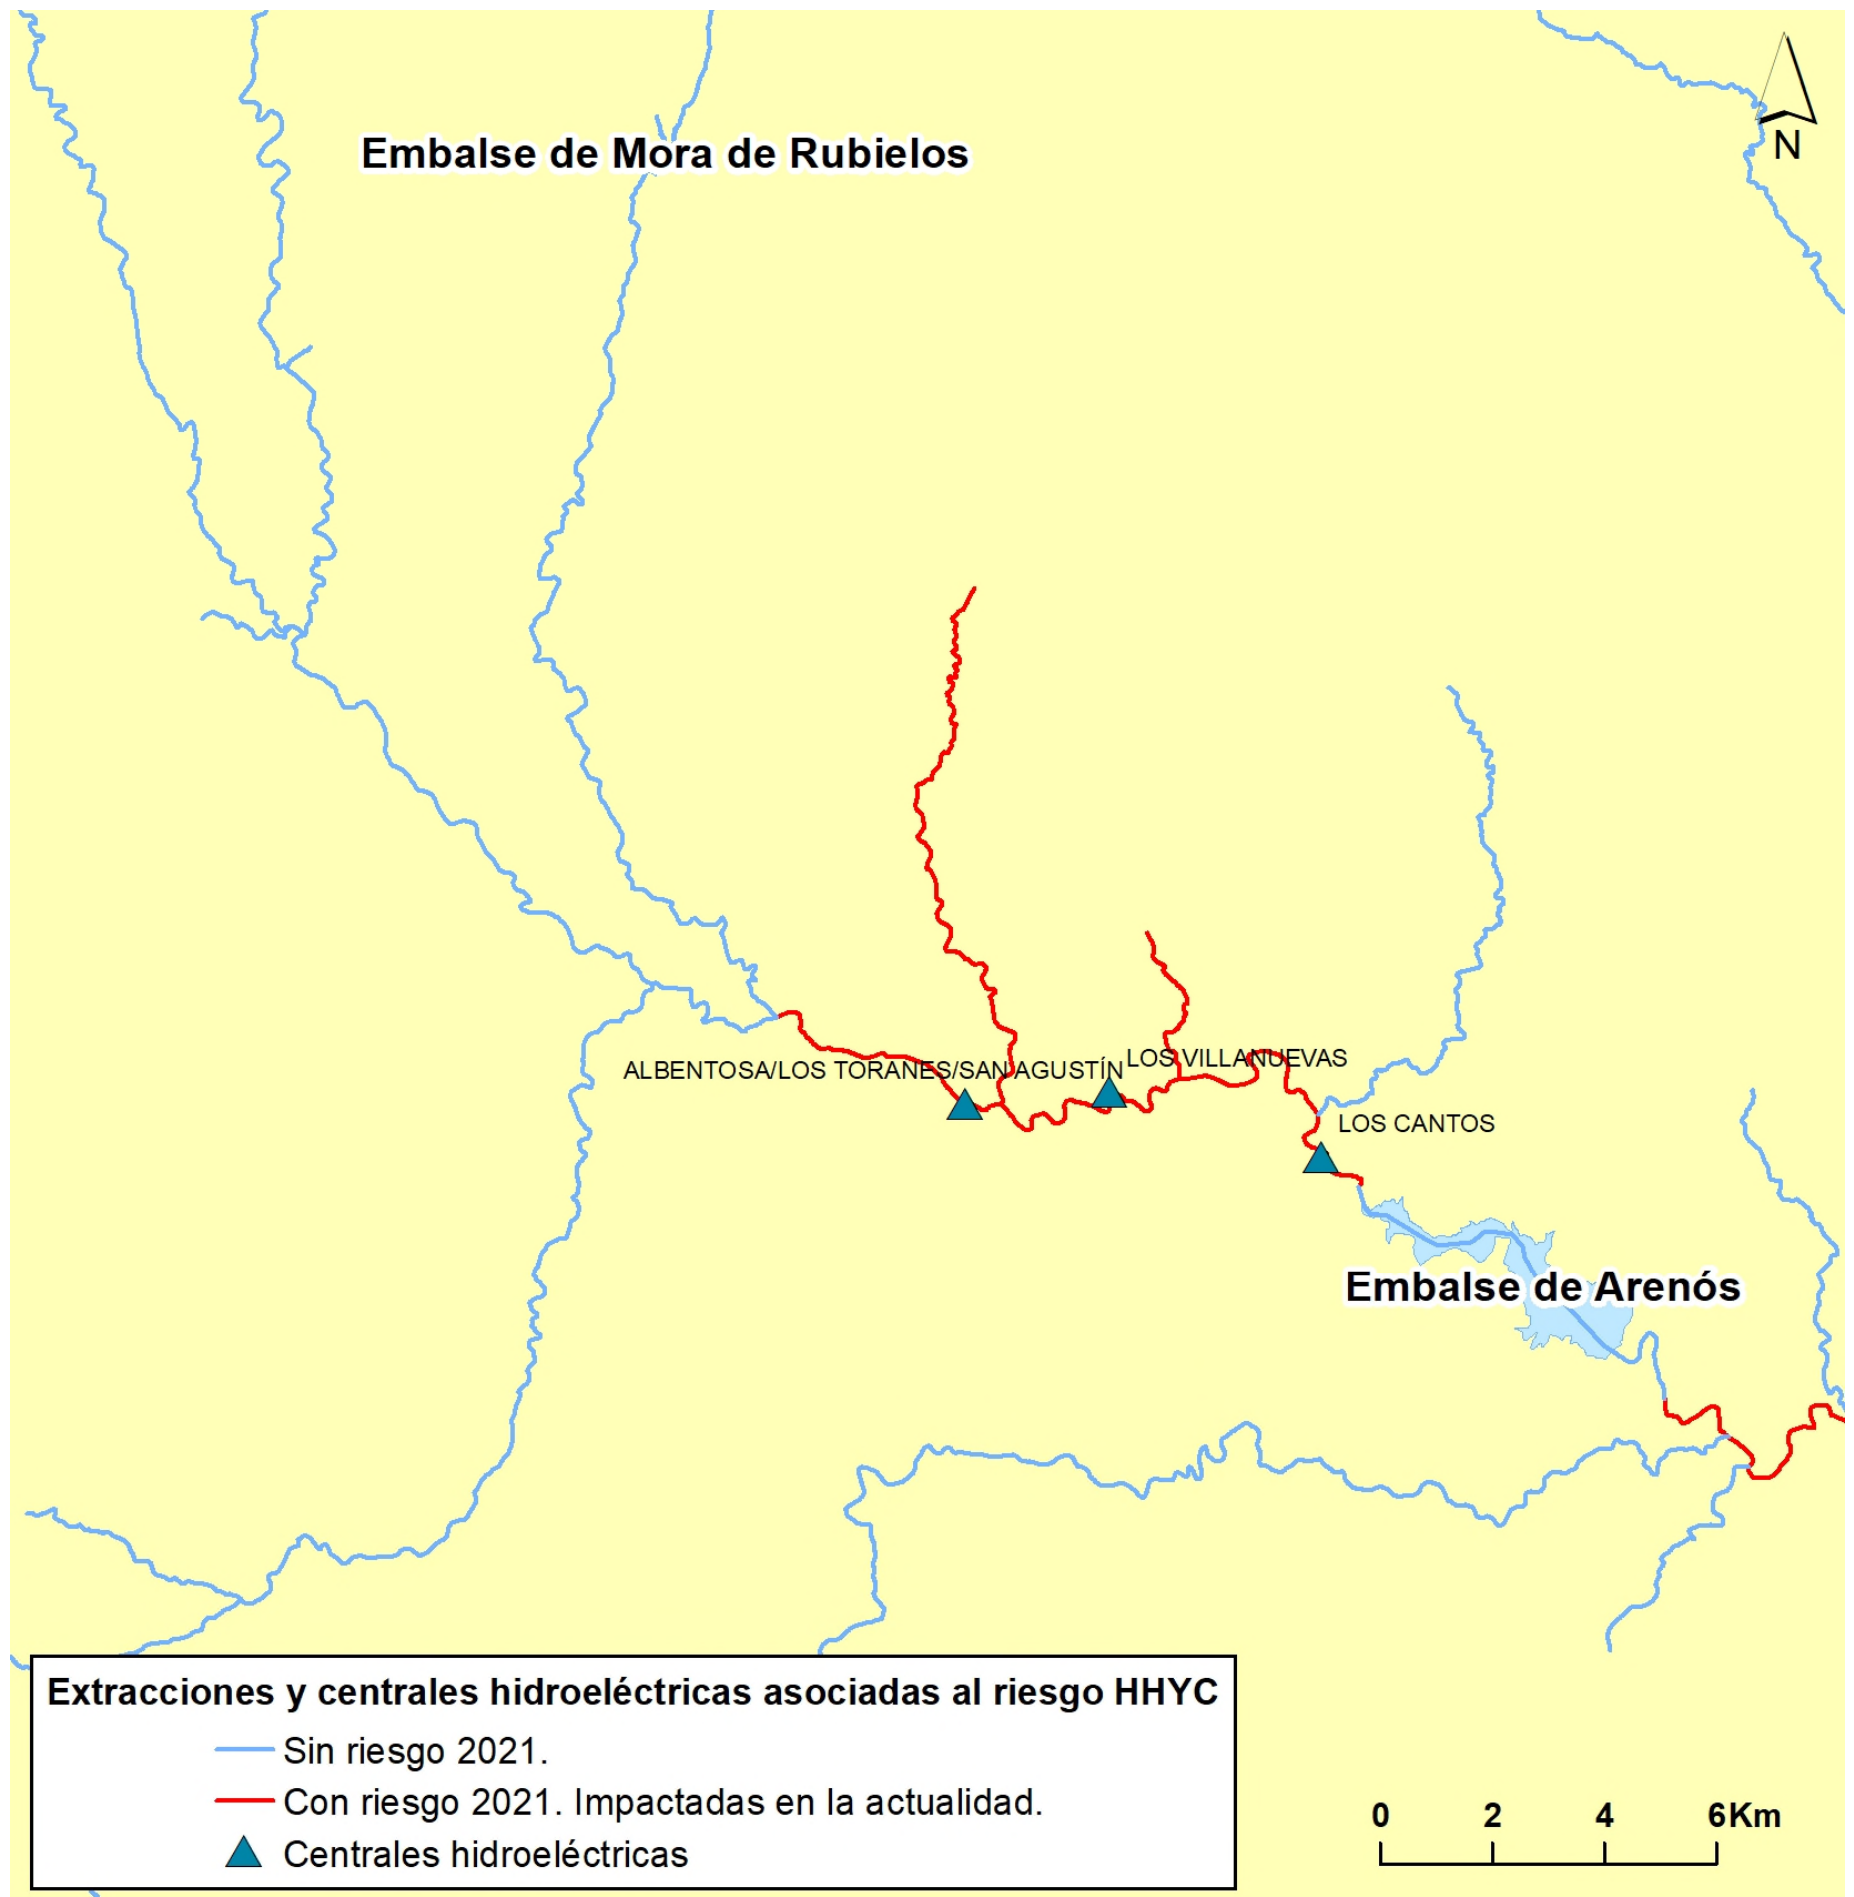 N
Embalse de Mora de Rubielos
LOS VILLANUEVAS
ALBENTOSA/LOS TORANES/SAN AGUSTÍN
LOS CANTOS
Embalse de Arenós
Extracciones y centrales hidroeléctricas asociadas al riesgo HHYC
Sin riesgo 2021.
Con riesgo 2021. Impactadas en la actualidad.
Centrales hidroeléctricas
0 2 4 6Km